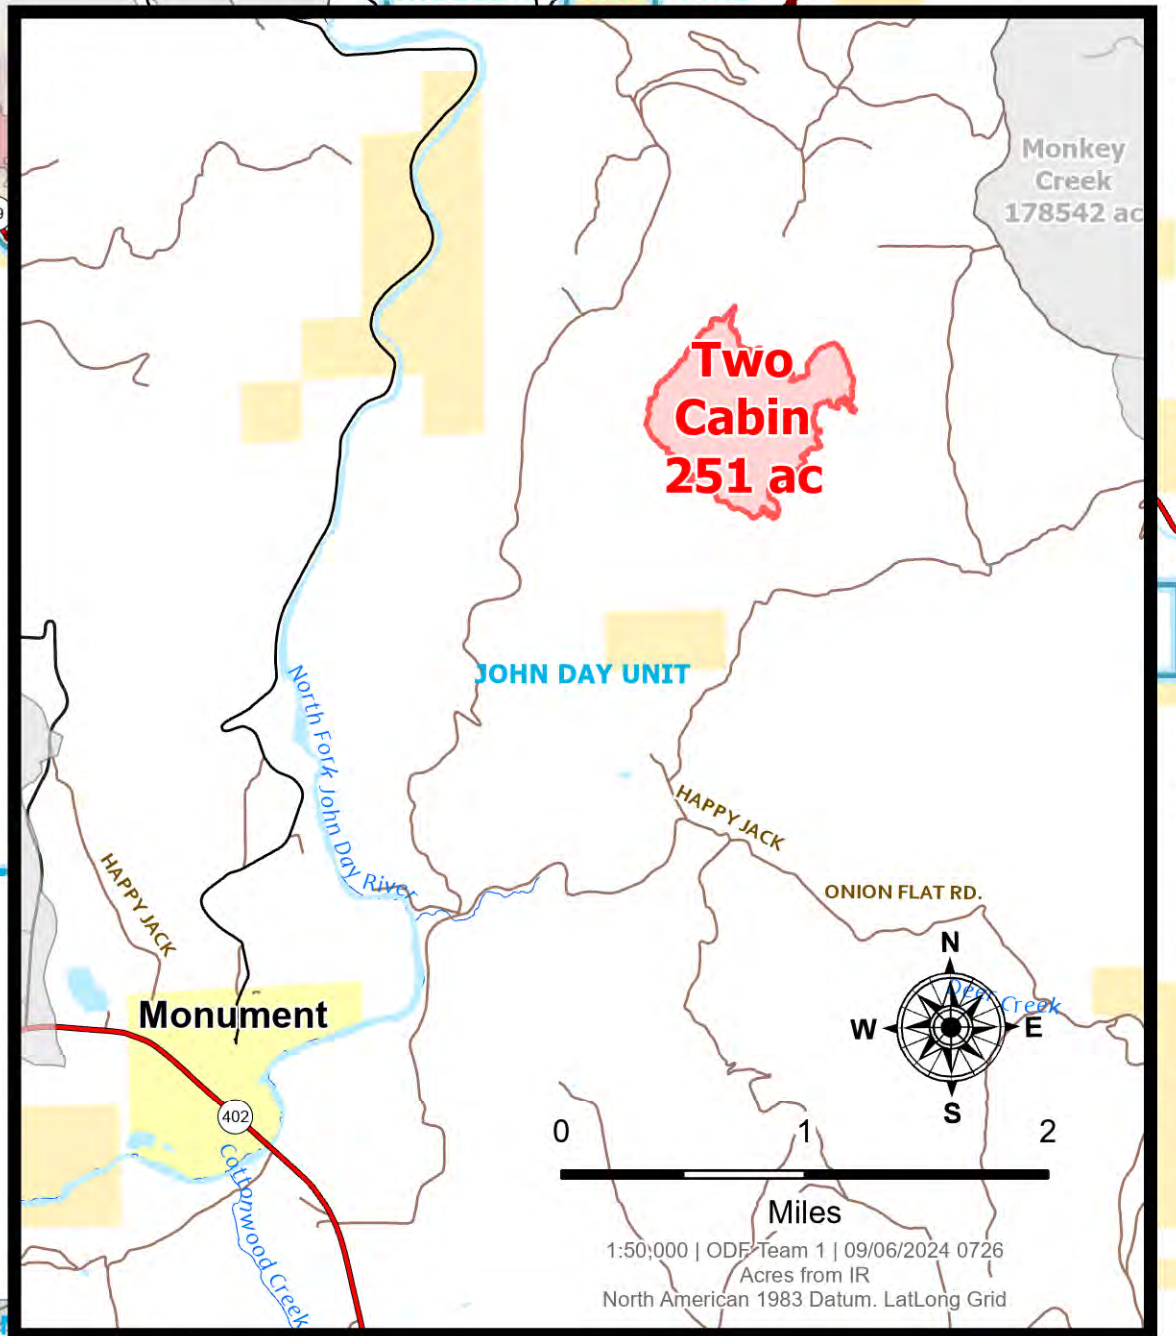 Monkey
Creek
178542 ac
Two
Cabin
251 ac
JOHN DAY UNIT
North Fork John Day River
HAPPY JACK
HAPPY JACK
ONION FLAT RD.
N
Deer Creek
W
E
S
Monument
402
Cottonwood Creek
0 1 2
Miles
1:50,000 | ODF Team 1 | 09/06/2024 0726
Acres from IR
North American 1983 Datum. LatLong Grid